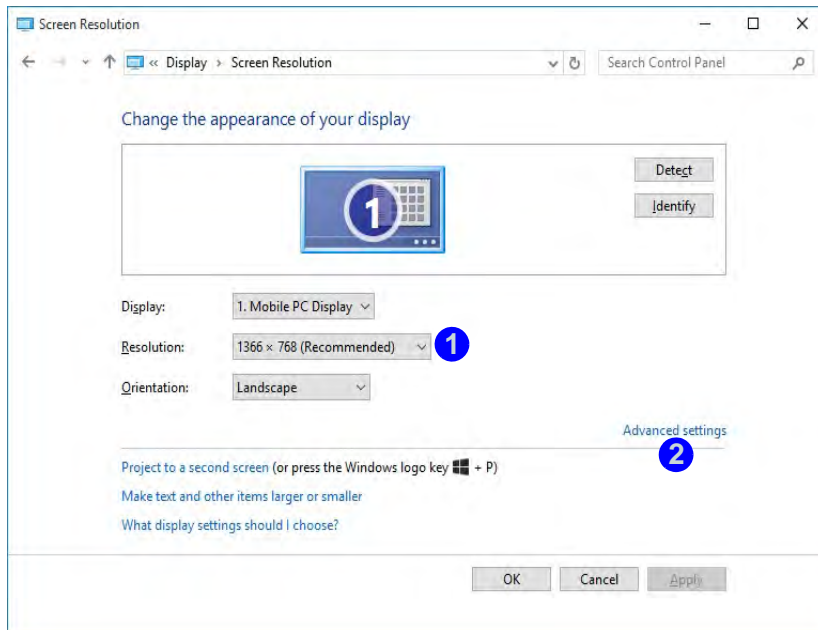 Screen Resolution
« Display › Screen Resolution
Search Control Panel
Change the appearance of your display
1
Detect
Identify
Display: 1. Mobile PC Display
Resolution: 1366 × 768 (Recommended) 1
Orientation: Landscape
Advanced settings
2
Project to a second screen (or press the Windows logo key + P)
Make text and other items larger or smaller
What display settings should I choose?
OK Cancel Apply